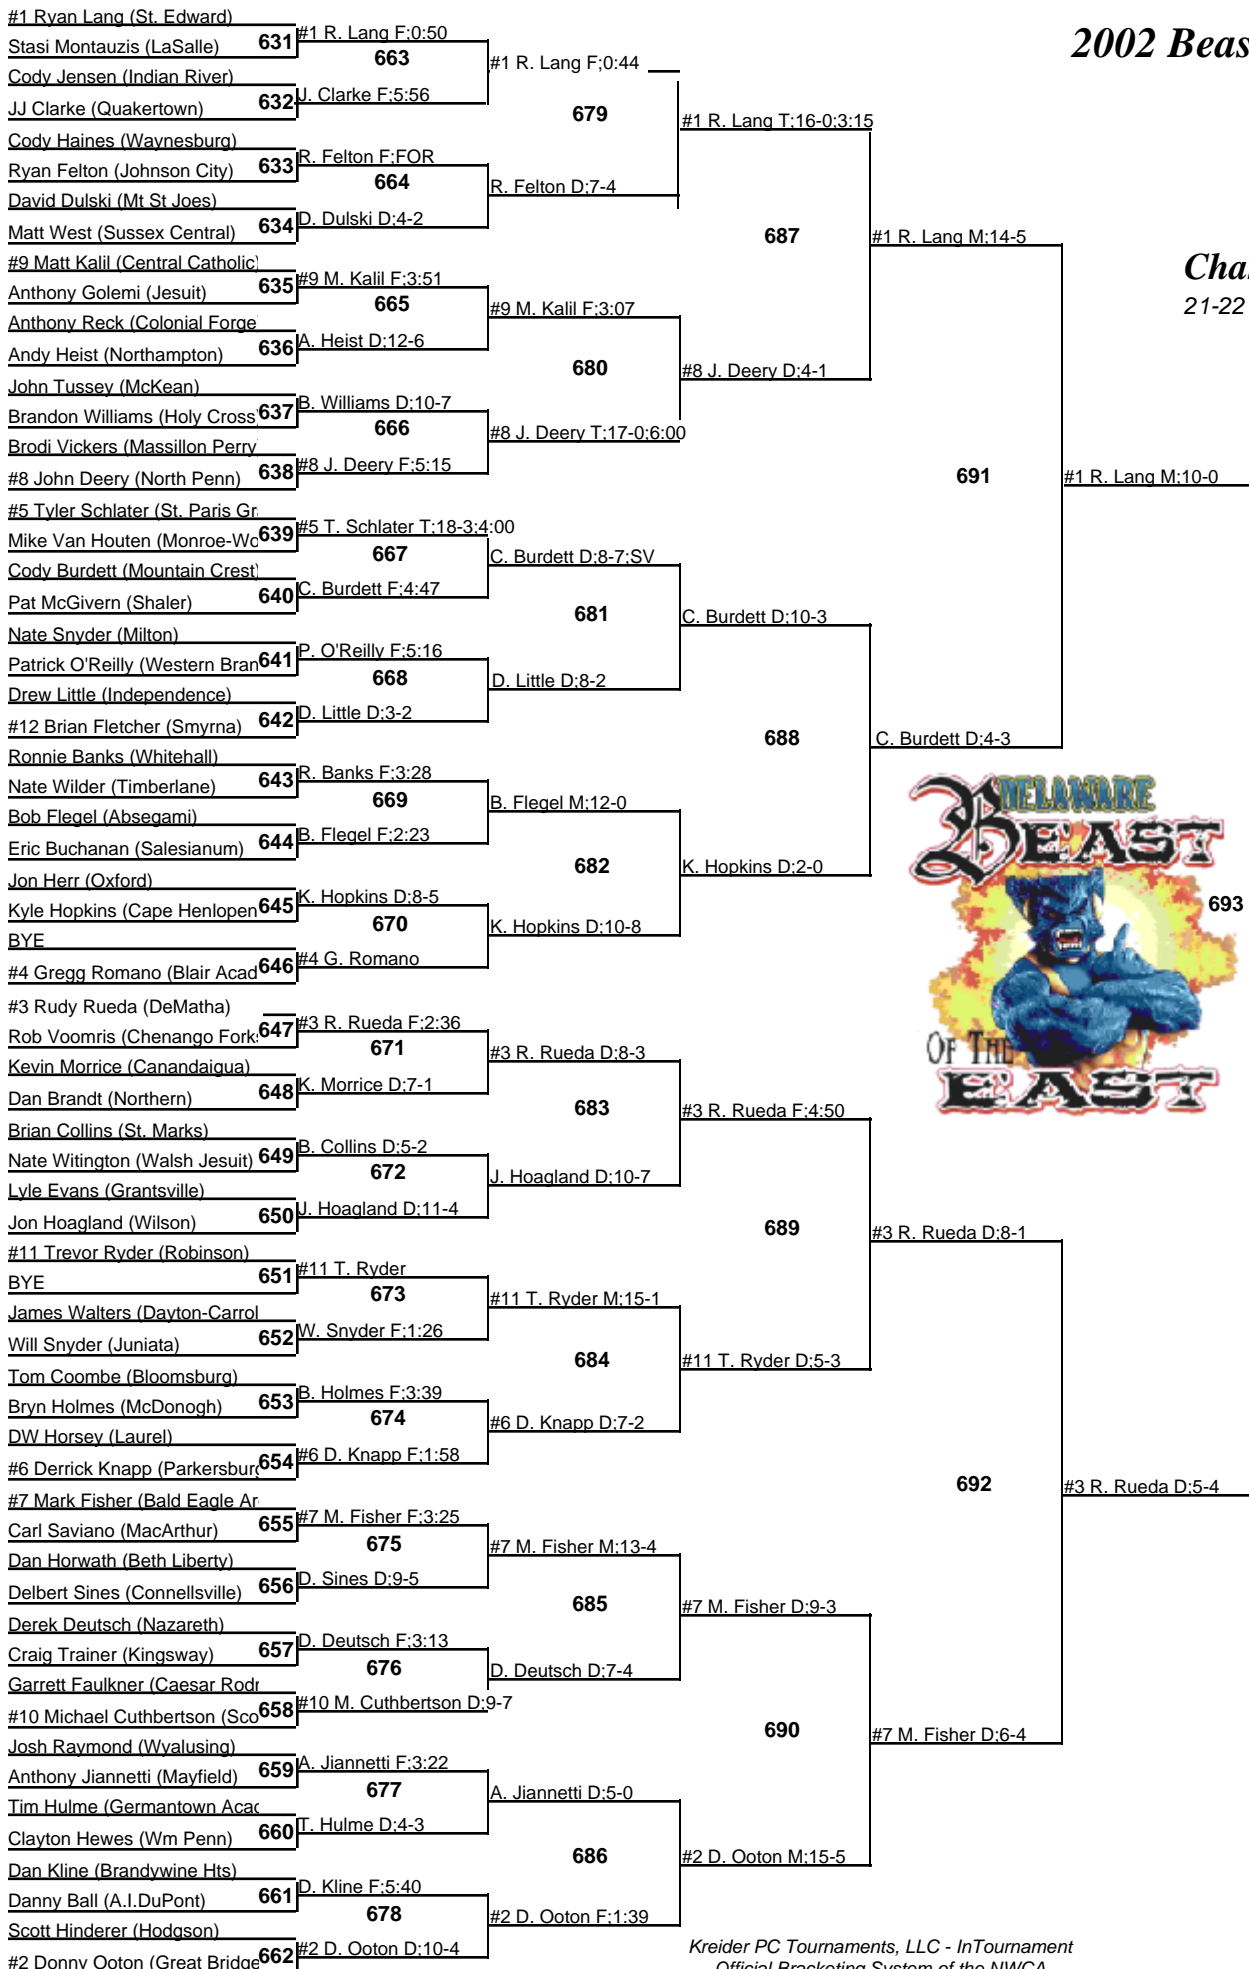 2002 Beas
Cha
21-22
#1 Ryan Lang (St. Edward)
Stasi Montauzis (LaSalle)
631
Cody Jensen (Indian River)
JJ Clarke (Quakertown)
632
Cody Haines (Waynesburg)
Ryan Felton (Johnson City)
633
David Dulski (Mt St Joes)
Matt West (Sussex Central)
634
#9 Matt Kalil (Central Catholic)
Anthony Golemi (Jesuit)
635
Anthony Reck (Colonial Forge
Andy Heist (Northampton)
636
John Tussey (McKean)
Brandon Williams (Holy Cross
637
Brodi Vickers (Massillon Perry
#8 John Deery (North Penn)
638
#5 Tyler Schlater (St. Paris Gr
Mike Van Houten (Monroe-Wo
639
Cody Burdett (Mountain Crest)
Pat McGivern (Shaler)
640
Nate Snyder (Milton)
Patrick O'Reilly (Western Bran
641
Drew Little (Independence)
#12 Brian Fletcher (Smyrna)
642
Ronnie Banks (Whitehall)
Nate Wilder (Timberlane)
643
Bob Flegel (Absegami)
Eric Buchanan (Salesianum)
644
Jon Herr (Oxford)
Kyle Hopkins (Cape Henlopen
645
BYE
#4 Gregg Romano (Blair Acad
646
#3 Rudy Rueda (DeMatha)
Rob Voomris (Chenango Forks
647
Kevin Morrice (Canandaigua)
Dan Brandt (Northern)
648
Brian Collins (St. Marks)
Nate Witington (Walsh Jesuit)
649
Lyle Evans (Grantsville)
Jon Hoagland (Wilson)
650
#11 Trevor Ryder (Robinson)
BYE
651
James Walters (Dayton-Carrol
Will Snyder (Juniata)
652
Tom Coombe (Bloomsburg)
Bryn Holmes (McDonogh)
653
DW Horsey (Laurel)
#6 Derrick Knapp (Parkersburg
654
#7 Mark Fisher (Bald Eagle Ar
Carl Saviano (MacArthur)
655
Dan Horwath (Beth Liberty)
Delbert Sines (Connellsville)
656
Derek Deutsch (Nazareth)
Craig Trainer (Kingsway)
657
Garrett Faulkner (Caesar Rodr
#10 Michael Cuthbertson (Sco
658
Josh Raymond (Wyalusing)
Anthony Jiannetti (Mayfield)
659
Tim Hulme (Germantown Acad
Clayton Hewes (Wm Penn)
660
Dan Kline (Brandywine Hts)
Danny Ball (A.I.DuPont)
661
Scott Hinderer (Hodgson)
#2 Donny Ooton (Great Bridge
662
#1 R. Lang F;0:50
663
J. Clarke F;5:56
R. Felton F;FOR
664
D. Dulski D;4-2
#9 M. Kalil F;3:51
665
A. Heist D;12-6
B. Williams D;10-7
666
#8 J. Deery F;5:15
#5 T. Schlater T;18-3;4:00
667
C. Burdett F;4:47
P. O'Reilly F;5:16
668
D. Little D;3-2
R. Banks F;3:28
669
B. Flegel F;2:23
K. Hopkins D;8-5
670
#4 G. Romano
#3 R. Rueda F;2:36
671
K. Morrice D;7-1
B. Collins D;5-2
672
J. Hoagland D;11-4
#11 T. Ryder
673
W. Snyder F;1:26
B. Holmes F;3:39
674
#6 D. Knapp F;1:58
#7 M. Fisher F;3:25
675
D. Sines D;9-5
D. Deutsch F;3:13
676
#10 M. Cuthbertson D;9-7
A. Jiannetti F;3:22
677
T. Hulme D;4-3
D. Kline F;5:40
678
#2 D. Ooton D;10-4
#1 R. Lang F;0:44
679
R. Felton D;7-4
#9 M. Kalil F;3:07
680
#8 J. Deery T;17-0;6:00
C. Burdett D;8-7;SV
681
D. Little D;8-2
B. Flegel M;12-0
682
K. Hopkins D;10-8
#3 R. Rueda D;8-3
683
J. Hoagland D;10-7
#11 T. Ryder M;15-1
684
#6 D. Knapp D;7-2
#7 M. Fisher M;13-4
685
D. Deutsch D;7-4
A. Jiannetti D;5-0
686
#2 D. Ooton F;1:39
#1 R. Lang T;16-0;3:15
687
#8 J. Deery D;4-1
C. Burdett D;10-3
688
K. Hopkins D;2-0
#3 R. Rueda F;4:50
689
#11 T. Ryder D;5-3
#7 M. Fisher D;9-3
690
#2 D. Ooton M;15-5
#1 R. Lang M;14-5
691
C. Burdett D;4-3
#3 R. Rueda D;8-1
692
#7 M. Fisher D;6-4
#1 R. Lang M;10-0
693
#3 R. Rueda D;5-4
DELAWARE
BEAST
OF THE
EAST
Kreider PC Tournaments, LLC - InTournament
Official Bracketing System of the NWCA